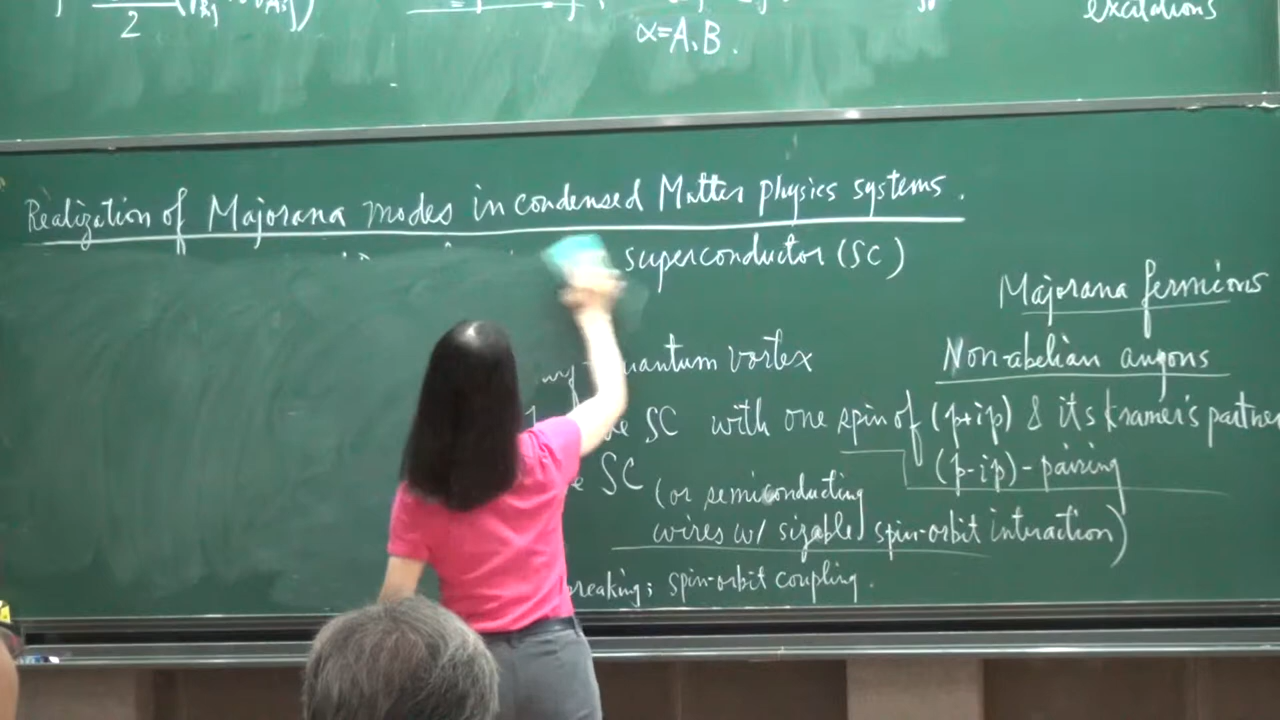 2
α=A,B.
excitations
Realization of Majorana modes in condensed Matter physics systems.
superconductor (SC)
Majorana fermions
quantum vortex
Non-abelian anyons
SC with one spin of (p+ip) & its Kramer's partner
(p-ip)-pairing
SC (or semiconducting
wires w/ sizable spin-orbit interaction)
breaking; spin-orbit coupling.